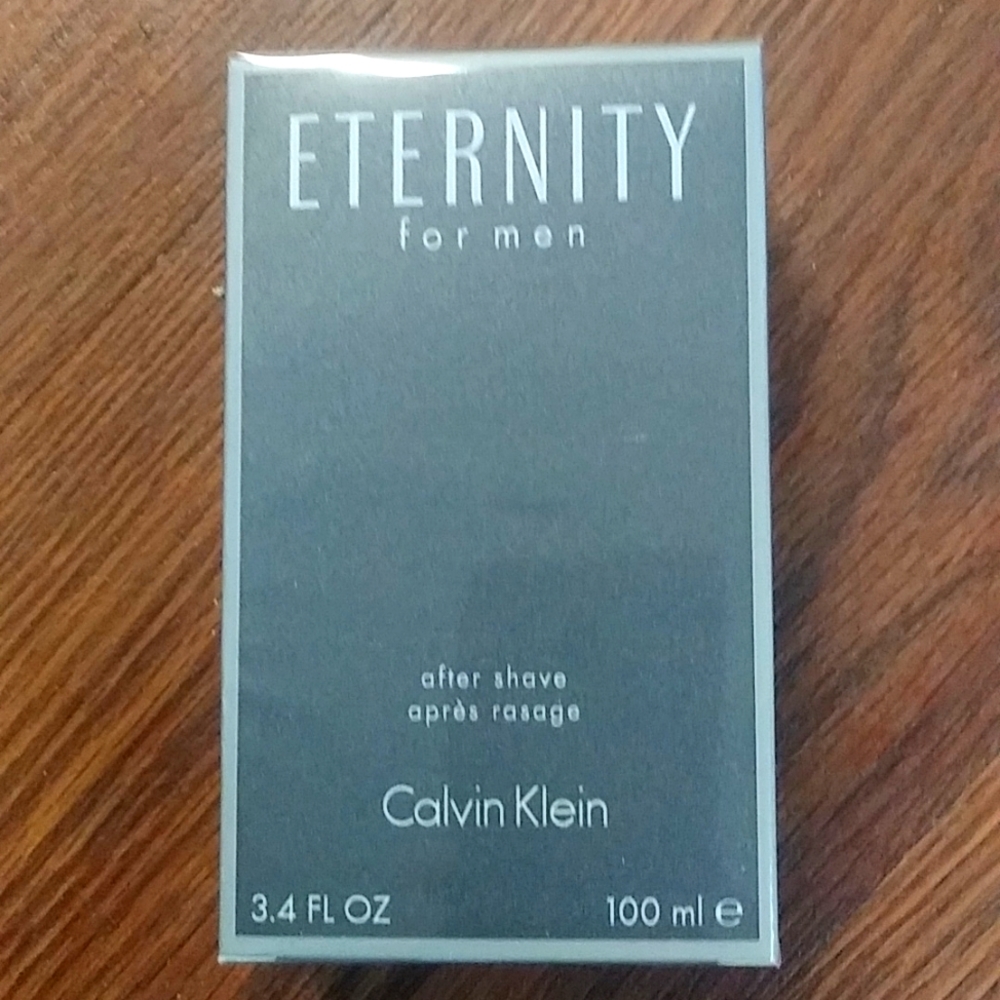 ETERNITY
for men
after shave
après rasage
Calvin Klein
3.4 FL OZ 100 ml ℮